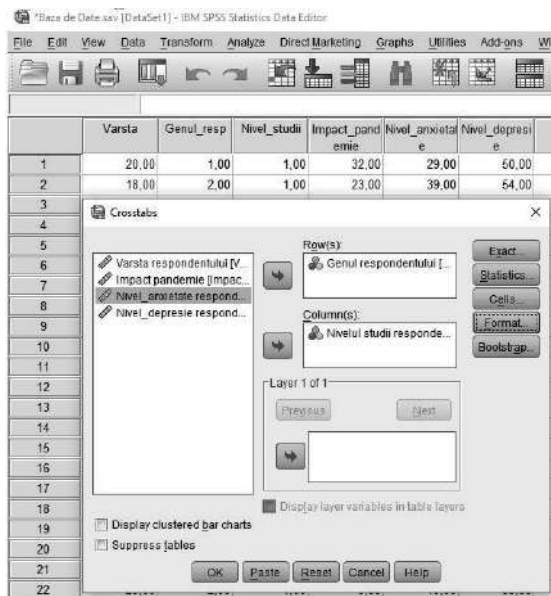 *Baza de Date.sav [DataSet1] - IBM SPSS Statistics Data Editor
File Edit View Data Transform Analyze Direct Marketing Graphs Utilities Add-ons Wi
Varsta Genul_resp Nivel_studii Impact_pand emie Nivel_anxietat e Nivel_depresi e
1 20,00 1,00 1,00 32,00 29,00 50,00
2 18,00 2,00 1,00 23,00 39,00 54,00
3
4
5
6
7
8
9
10
11
12
13
14
15
16
17
18
19
20
21
22
Crosstabs
Varsta respondentului [V...
Impact pandemie [Impac...
Nivel_anxietate respond...
Nivel_depresie respond...
Row(s):
Genul respondentului [...
Column(s):
Nivelul studii responde...
Layer 1 of 1
Previous Next
Display layer variables in table layers
Exact...
Statistics...
Cells...
Format...
Bootstrap...
Display clustered bar charts
Suppress tables
OK Paste Reset Cancel Help